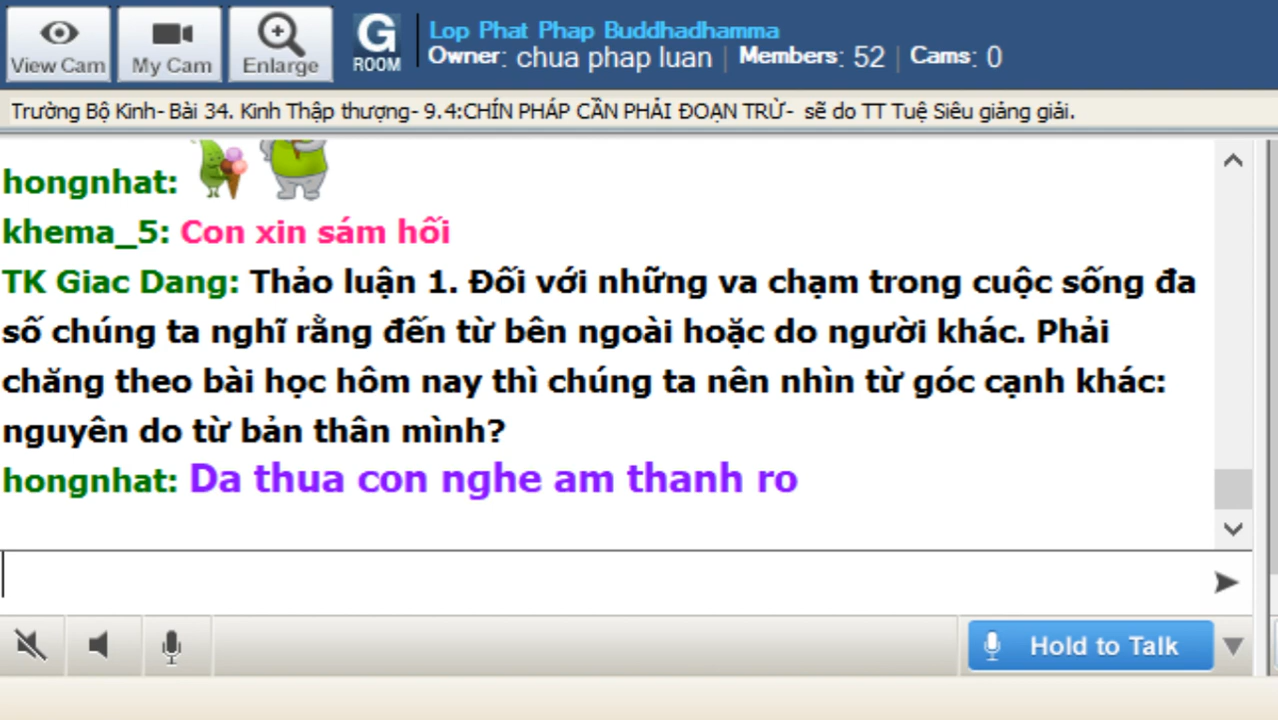 View Cam
My Cam
Enlarge
G ROOM
Lop Phat Phap Buddhadhamma
Owner: chua phap luan | Members: 52 | Cams: 0
Trường Bộ Kinh- Bài 34. Kinh Thập thượng- 9.4:CHÍN PHÁP CẦN PHẢI ĐOẠN TRỪ- sẽ do TT Tuệ Siêu giảng giải.
hongnhat:
khema_5: Con xin sám hối
TK Giac Dang: Thảo luận 1. Đối với những va chạm trong cuộc sống đa
số chúng ta nghĩ rằng đến từ bên ngoài hoặc do người khác. Phải
chăng theo bài học hôm nay thì chúng ta nên nhìn từ góc cạnh khác:
nguyên do từ bản thân mình?
hongnhat: Da thua con nghe am thanh ro
Hold to Talk